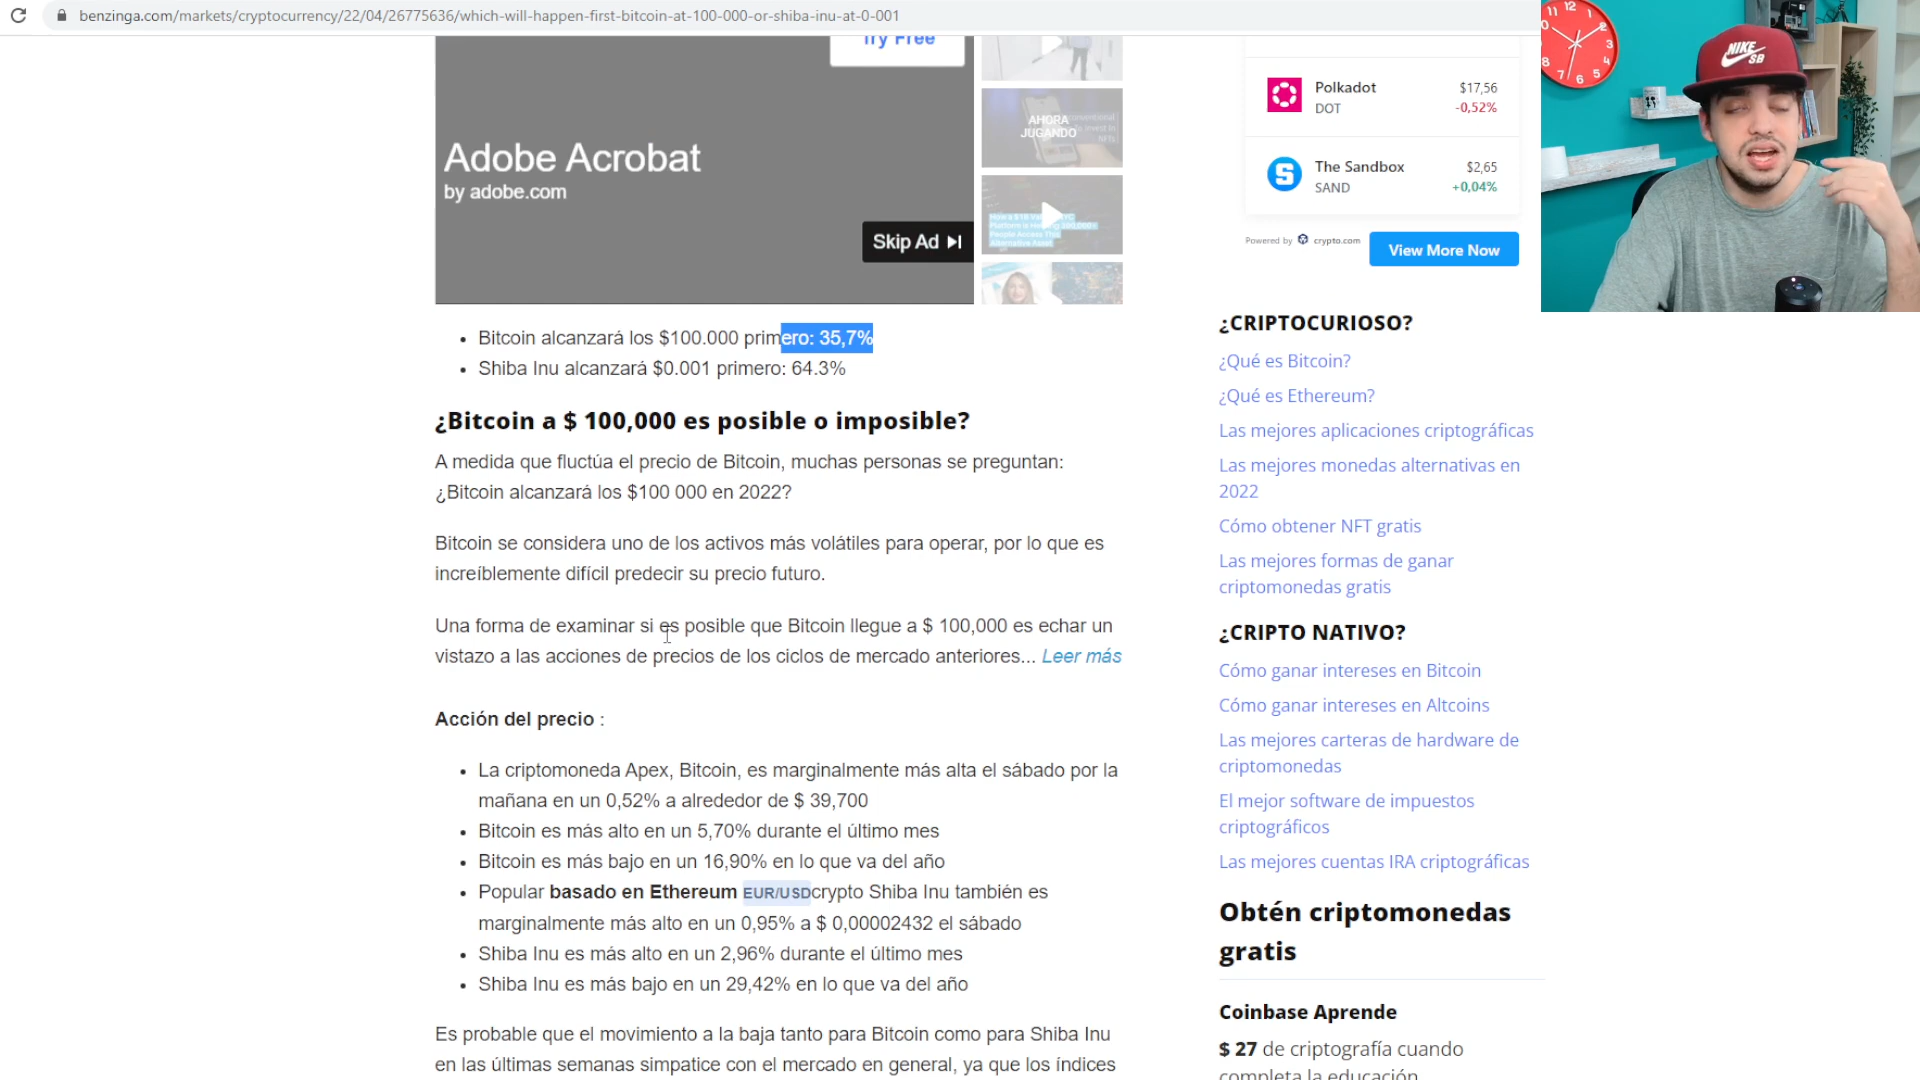 benzinga.com/markets/cryptocurrency/22/04/26775636/which-will-happen-first-bitcoin-at-100-000-or-shiba-inu-at-0-001
Try Free
Adobe Acrobat
by adobe.com
Skip Ad
AHORA
JUGANDO
Bitcoin alcanzará los $100.000 primero: 35,7%
Shiba Inu alcanzará $0.001 primero: 64.3%
¿Bitcoin a $ 100,000 es posible o imposible?
A medida que fluctúa el precio de Bitcoin, muchas personas se preguntan:
¿Bitcoin alcanzará los $100 000 en 2022?
Bitcoin se considera uno de los activos más volátiles para operar, por lo que es
increíblemente difícil predecir su precio futuro.
Una forma de examinar si es posible que Bitcoin llegue a $ 100,000 es echar un
vistazo a las acciones de precios de los ciclos de mercado anteriores... Leer más
Acción del precio :
La criptomoneda Apex, Bitcoin, es marginalmente más alta el sábado por la
mañana en un 0,52% a alrededor de $ 39,700
Bitcoin es más alto en un 5,70% durante el último mes
Bitcoin es más bajo en un 16,90% en lo que va del año
Popular basado en Ethereum EUR/USDcrypto Shiba Inu también es
marginalmente más alto en un 0,95% a $ 0,00002432 el sábado
Shiba Inu es más alto en un 2,96% durante el último mes
Shiba Inu es más bajo en un 29,42% en lo que va del año
Es probable que el movimiento a la baja tanto para Bitcoin como para Shiba Inu
en las últimas semanas simpatice con el mercado en general, ya que los índices
Polkadot $17,56
DOT -0,52%
The Sandbox $2,65
SAND +0,04%
Powered by crypto.com
View More Now
¿CRIPTOCURIOSO?
¿Qué es Bitcoin?
¿Qué es Ethereum?
Las mejores aplicaciones criptográficas
Las mejores monedas alternativas en
2022
Cómo obtener NFT gratis
Las mejores formas de ganar
criptomonedas gratis
¿CRIPTO NATIVO?
Cómo ganar intereses en Bitcoin
Cómo ganar intereses en Altcoins
Las mejores carteras de hardware de
criptomonedas
El mejor software de impuestos
criptográficos
Las mejores cuentas IRA criptográficas
Obtén criptomonedas
gratis
Coinbase Aprende
$ 27 de criptografía cuando
completa la educación
NIKE
SB